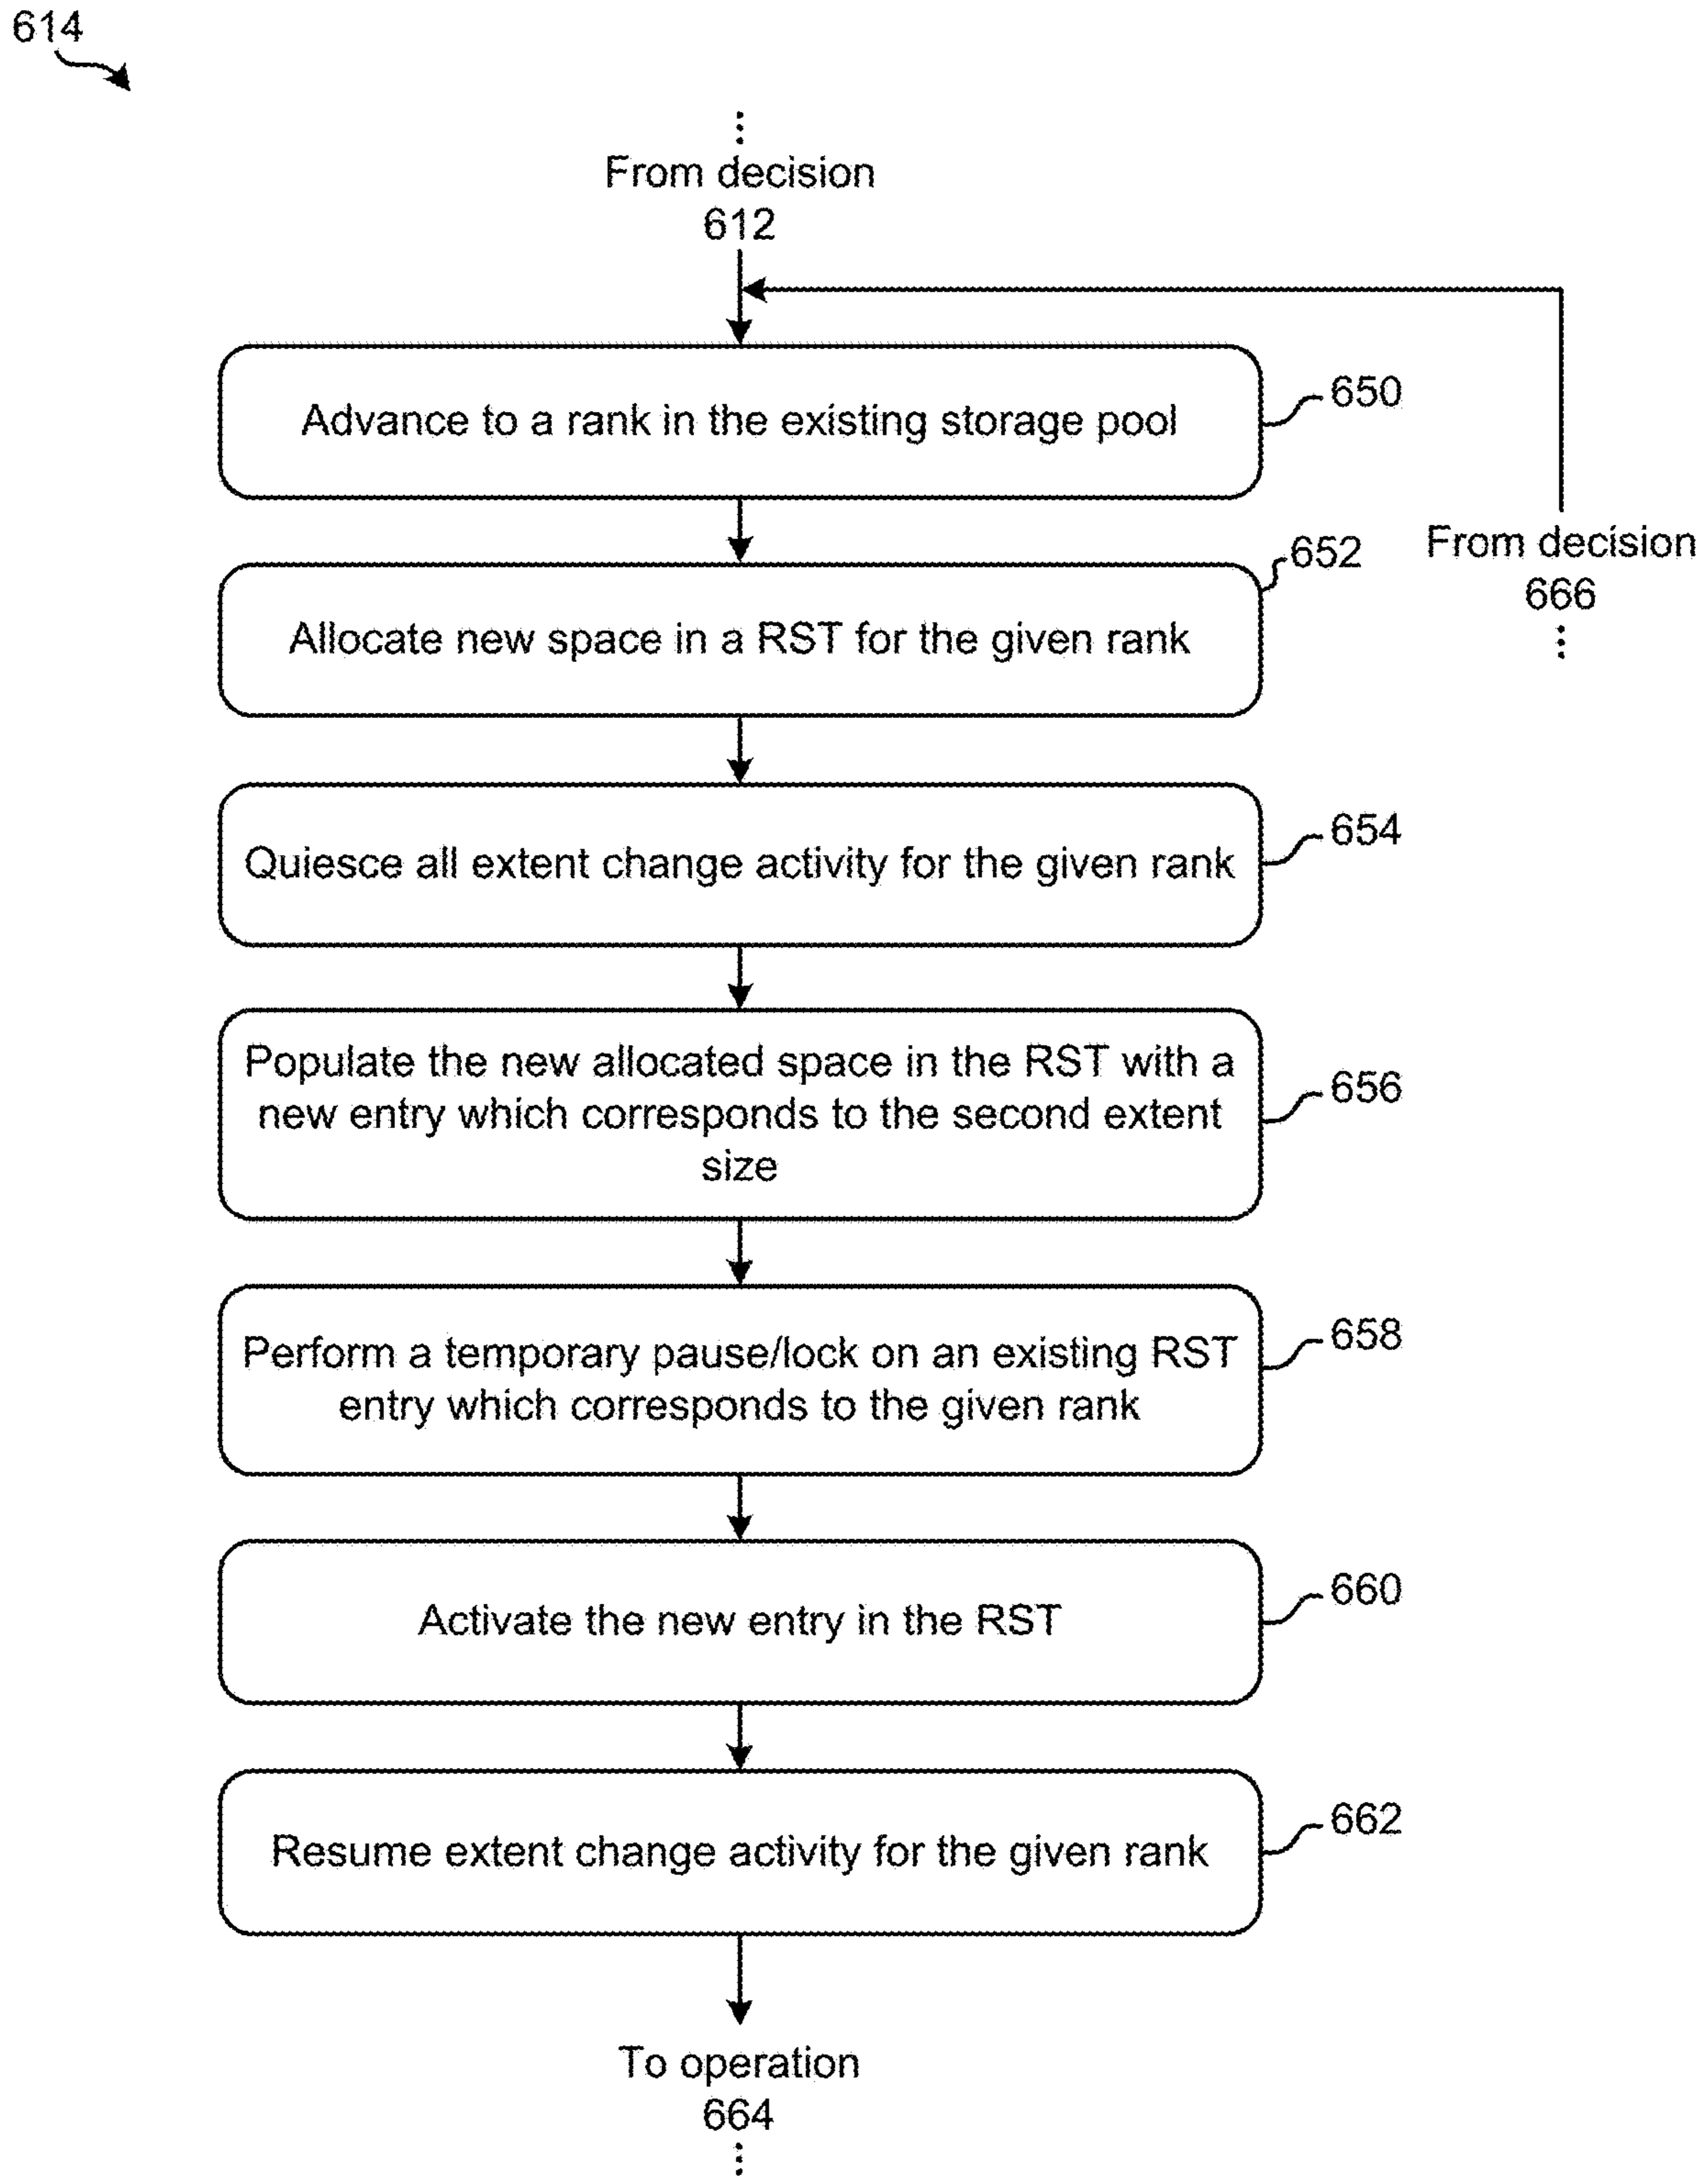 614
From decision
612
Advance to a rank in the existing storage pool
650
From decision
666
Allocate new space in a RST for the given rank
652
Quiesce all extent change activity for the given rank
654
Populate the new allocated space in the RST with a
new entry which corresponds to the second extent
size
656
Perform a temporary pause/lock on an existing RST
entry which corresponds to the given rank
658
Activate the new entry in the RST
660
Resume extent change activity for the given rank
662
To operation
664